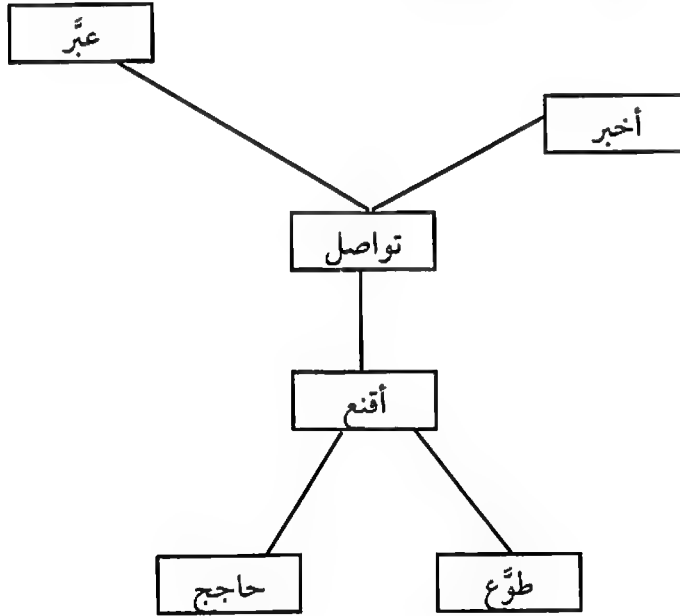 عبَّر
أخبر
تواصل
أقنع
طوَّع
حاجج